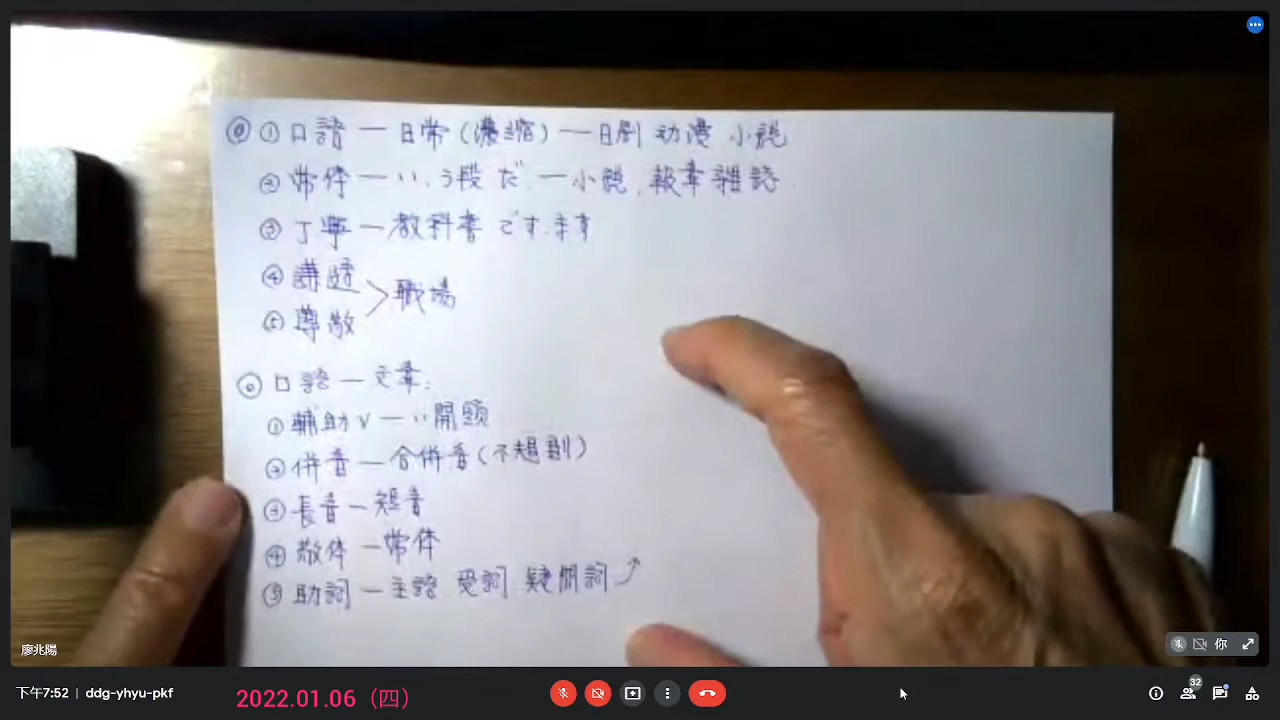 ◎ ① 口語 — 日常（濃縮）— 日劇 动漫 小説
② 常体 — い、う段 だ — 小説、報章雑誌
③ 丁寧 — 教科書 です、ます
④ 謙遜
＞ 職場
⑤ 尊敬
◎ 口語 — 文章：
① 輔助V — い開頭
② 併音 — 合併音（不規則）
③ 長音 — 短音
④ 敬体 — 常体
⑤ 助詞 — 主語 受詞 疑問詞↗
廖兆陽
你
下午7:52 | ddg-yhyu-pkf
2022.01.06（四）
32